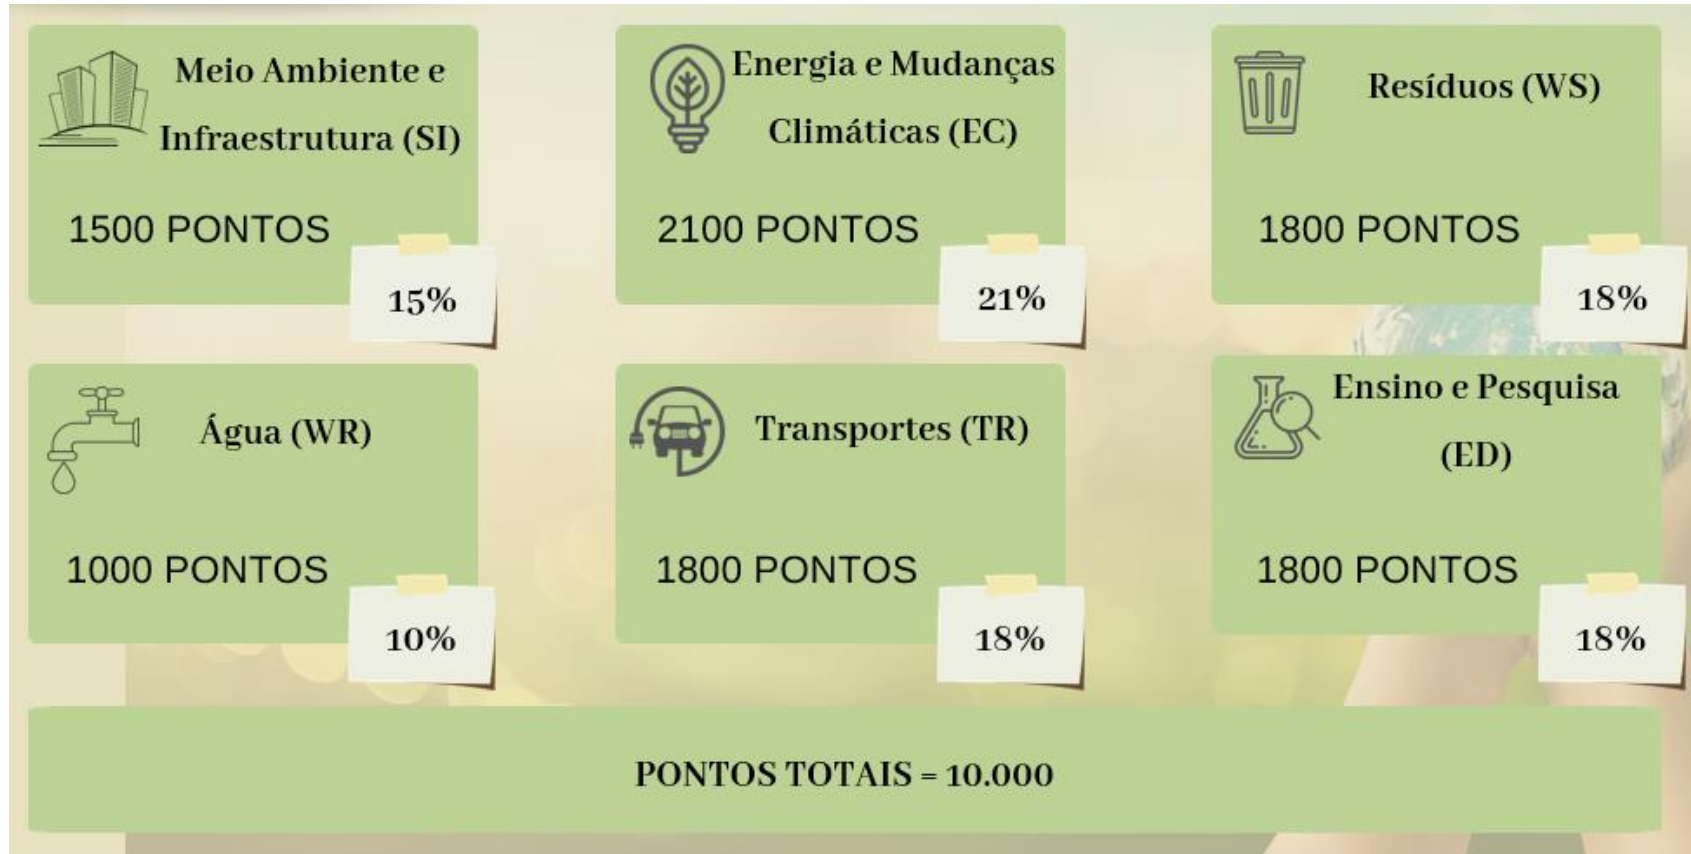 Meio Ambiente e
Infraestrutura (SI)
1500 PONTOS
15%
Energia e Mudanças
Climáticas (EC)
2100 PONTOS
21%
Resíduos (WS)
1800 PONTOS
18%
Água (WR)
1000 PONTOS
10%
Transportes (TR)
1800 PONTOS
18%
Ensino e Pesquisa
(ED)
1800 PONTOS
18%
PONTOS TOTAIS = 10.000